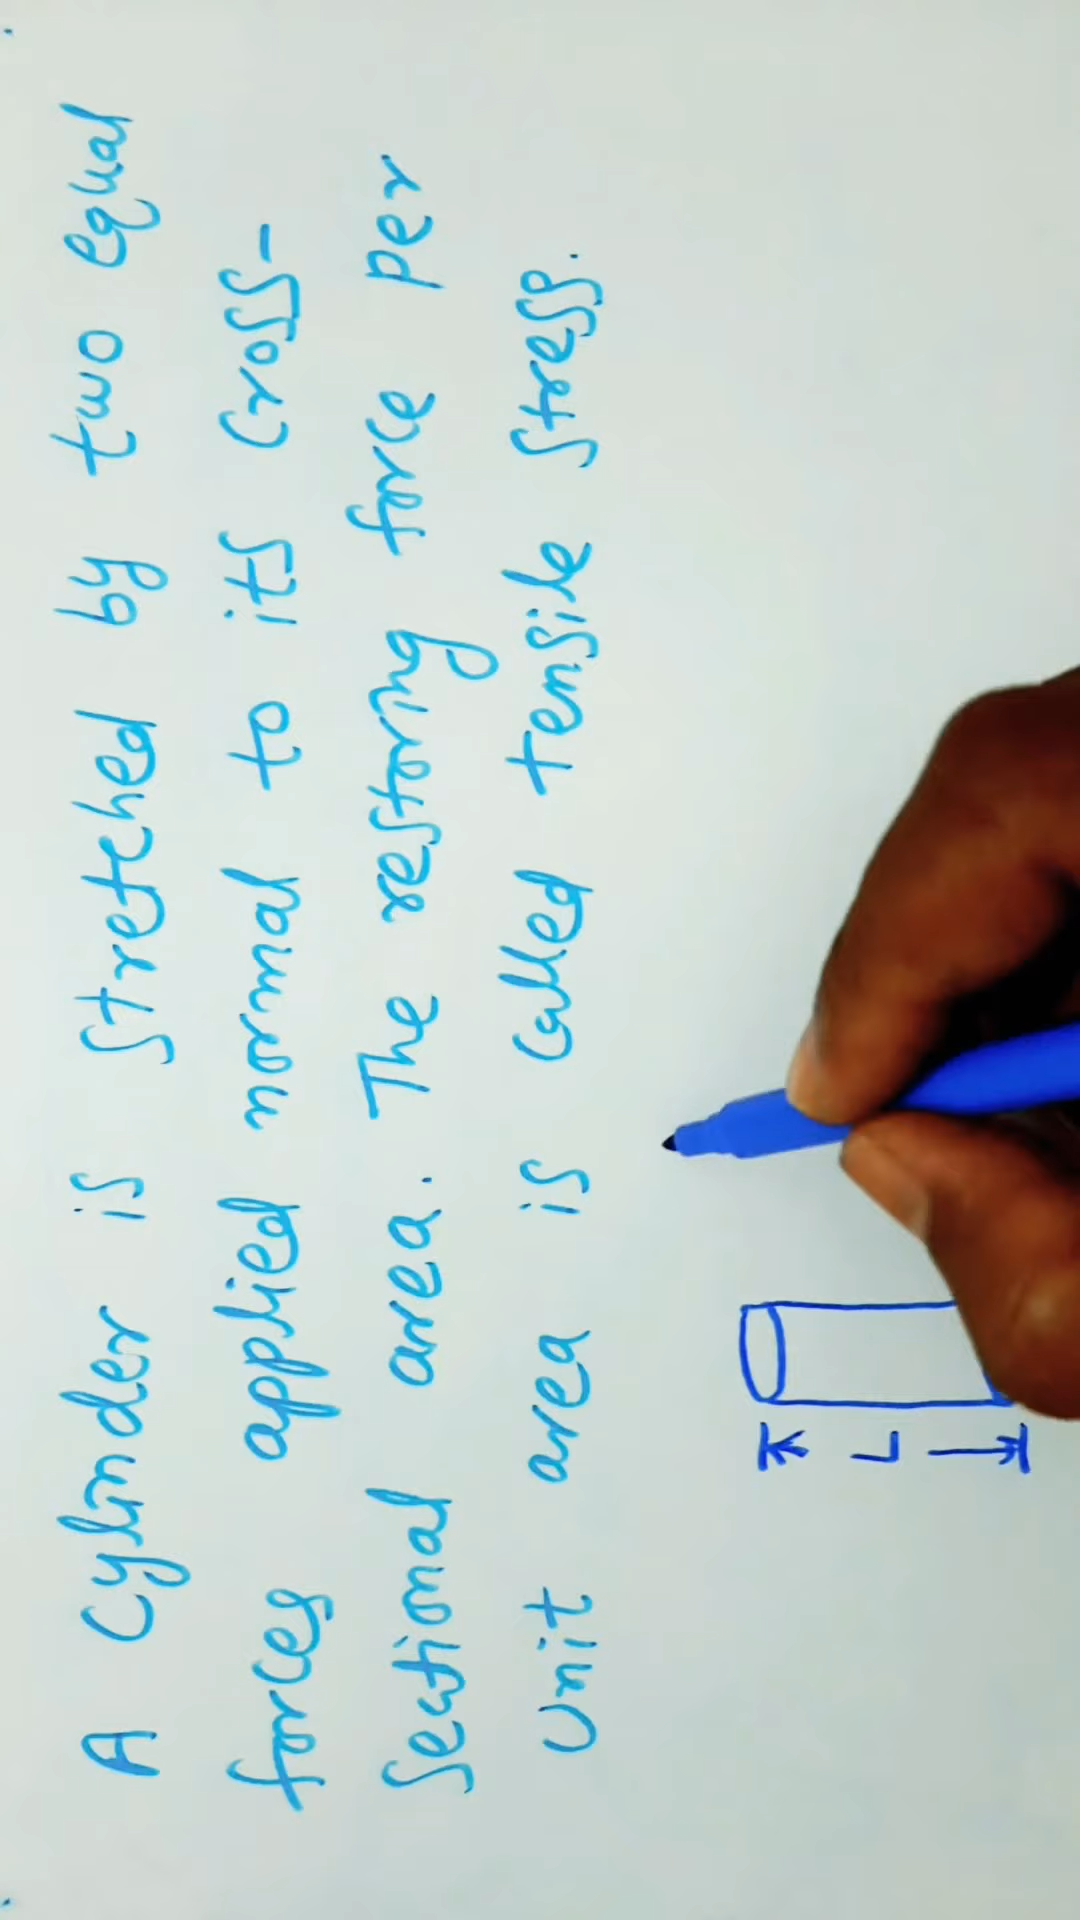 A Cylinder is stretched by two equal
forces applied normal to its cross-
sectional area. The restoring force per
unit area is called tensile stress.
L